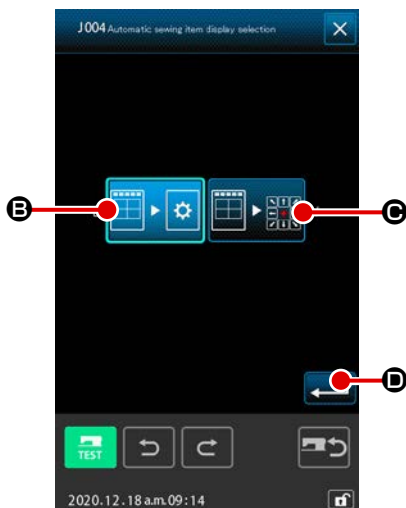 J004 Automatic sewing item display selection
B
C
D
TEST
2020.12.18 a.m. 09:14